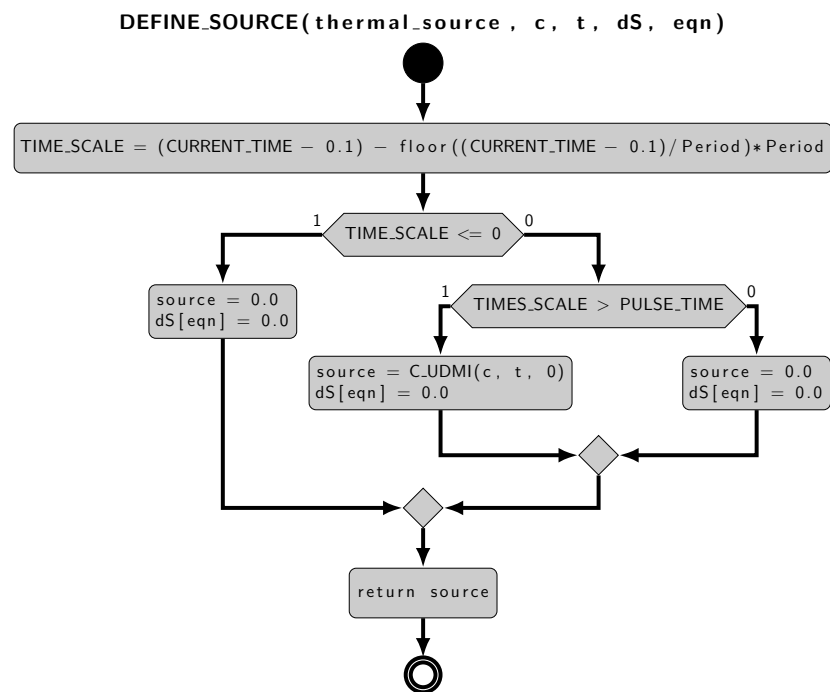 DEFINE_SOURCE(thermal_source, c, t, dS, eqn)
TIME_SCALE = (CURRENT_TIME − 0.1) − floor((CURRENT_TIME − 0.1)/Period)*Period
1
0
TIME_SCALE <= 0
source = 0.0
dS[eqn] = 0.0
1
0
TIMES_SCALE > PULSE_TIME
source = C_UDMI(c, t, 0)
dS[eqn] = 0.0
source = 0.0
dS[eqn] = 0.0
return source